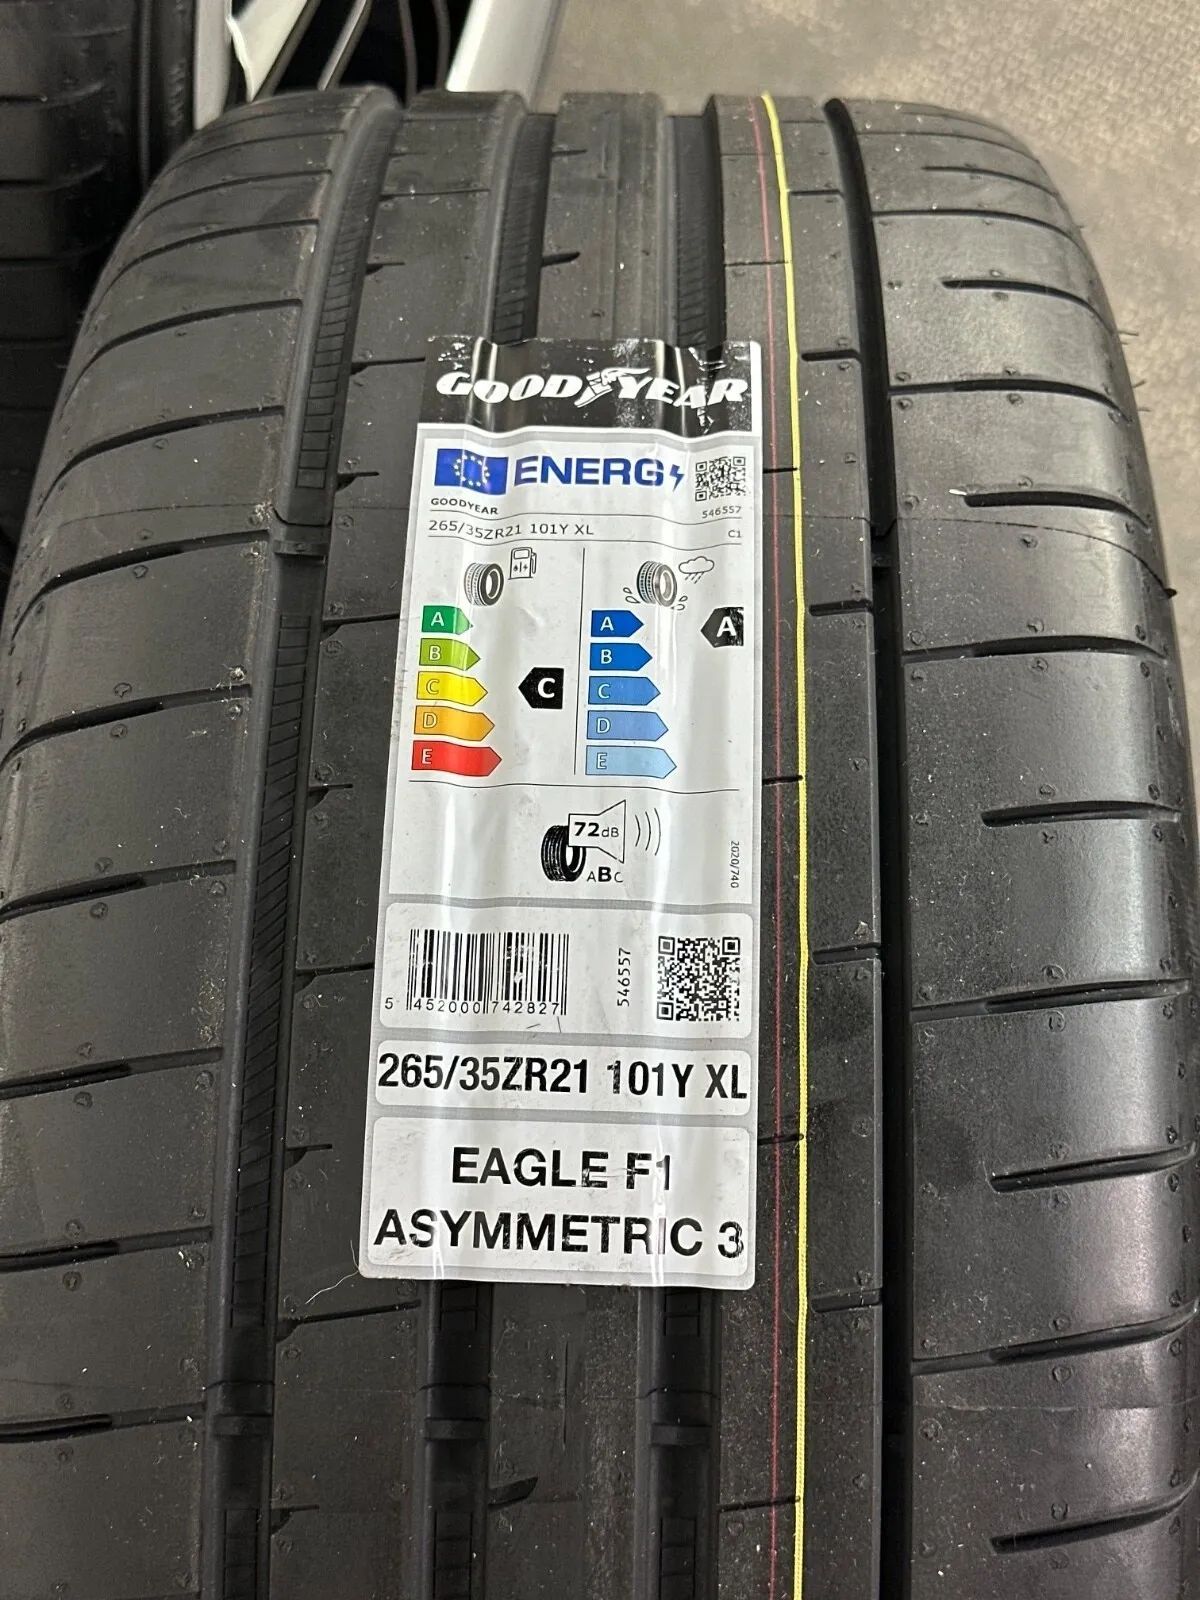 GOODYEAR
ENERG
GOODYEAR
546557
265/35ZR21 101Y XL
C1
A
A
A
B
B
C
C
C
D
D
E
E
72dB
ABC
2020/740
5 452000 742827
546557
265/35ZR21 101Y XL
EAGLE F1
ASYMMETRIC 3